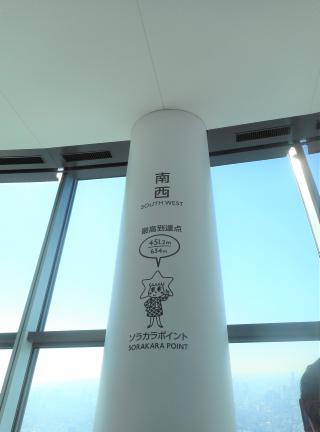 南
西
SOUTH WEST
最高到達点
451.2m
634m
ソラカラポイント
SORAKARA POINT